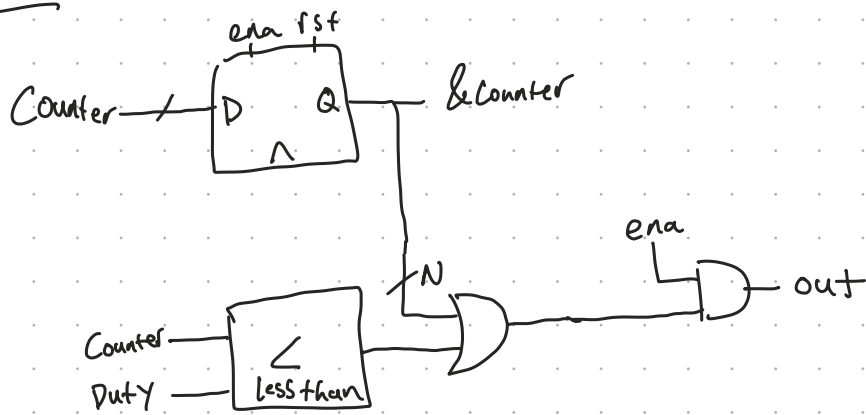 ena rst
Counter
D
Q
&Counter
N
ena
out
Counter
Duty
<
less than